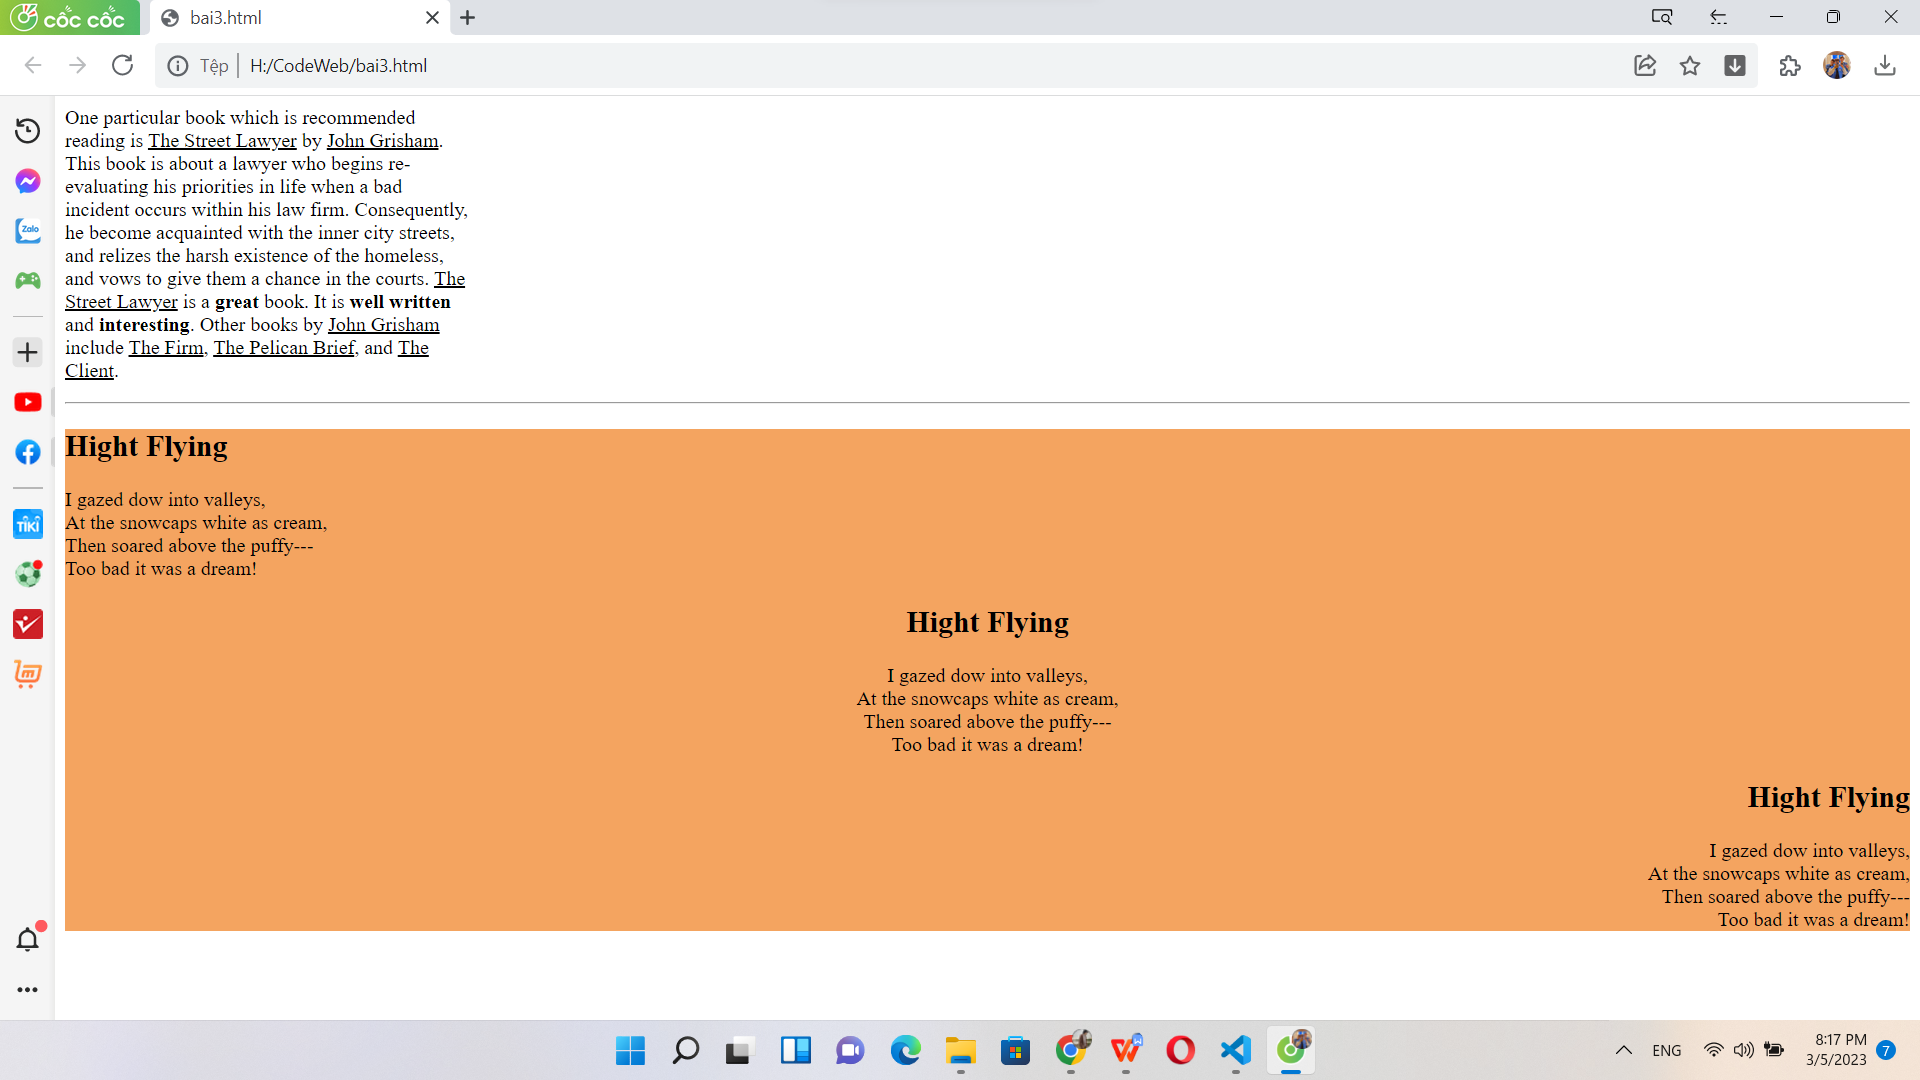 cốc cốc
bai3.html
Tệp
H:/CodeWeb/bai3.html
One particular book which is recommended
reading is The Street Lawyer by John Grisham.
This book is about a lawyer who begins re-
evaluating his priorities in life when a bad
incident occurs within his law firm. Consequently,
he become acquainted with the inner city streets,
and relizes the harsh existence of the homeless,
and vows to give them a chance in the courts. The
Street Lawyer is a great book. It is well written
and interesting. Other books by John Grisham
include The Firm, The Pelican Brief, and The
Client.
Zalo
TiKi
Hight Flying
I gazed dow into valleys,
At the snowcaps white as cream,
Then soared above the puffy---
Too bad it was a dream!
Hight Flying
I gazed dow into valleys,
At the snowcaps white as cream,
Then soared above the puffy---
Too bad it was a dream!
Hight Flying
I gazed dow into valleys,
At the snowcaps white as cream,
Then soared above the puffy---
Too bad it was a dream!
ENG
8:17 PM
3/5/2023
7